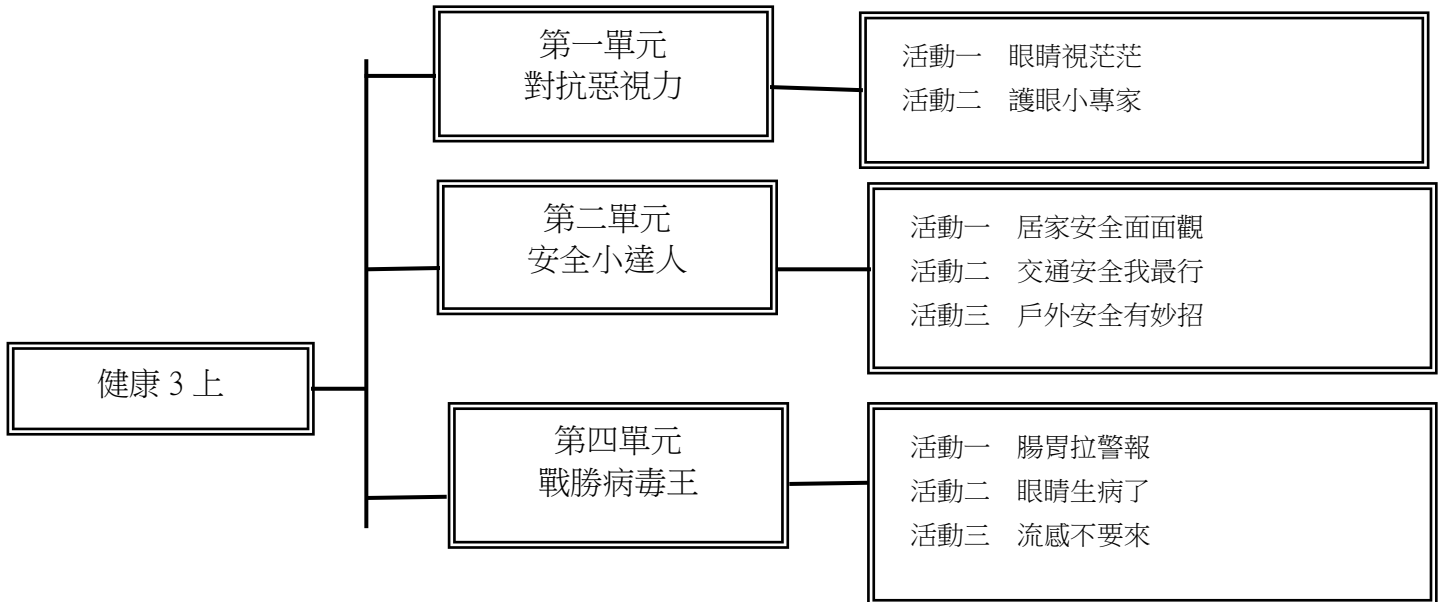 第一單元
對抗惡視力
活動一　眼睛視茫茫
活動二　護眼小專家
第二單元
安全小達人
活動一　居家安全面面觀
活動二　交通安全我最行
活動三　戶外安全有妙招
健康 3 上
第四單元
戰勝病毒王
活動一　腸胃拉警報
活動二　眼睛生病了
活動三　流感不要來